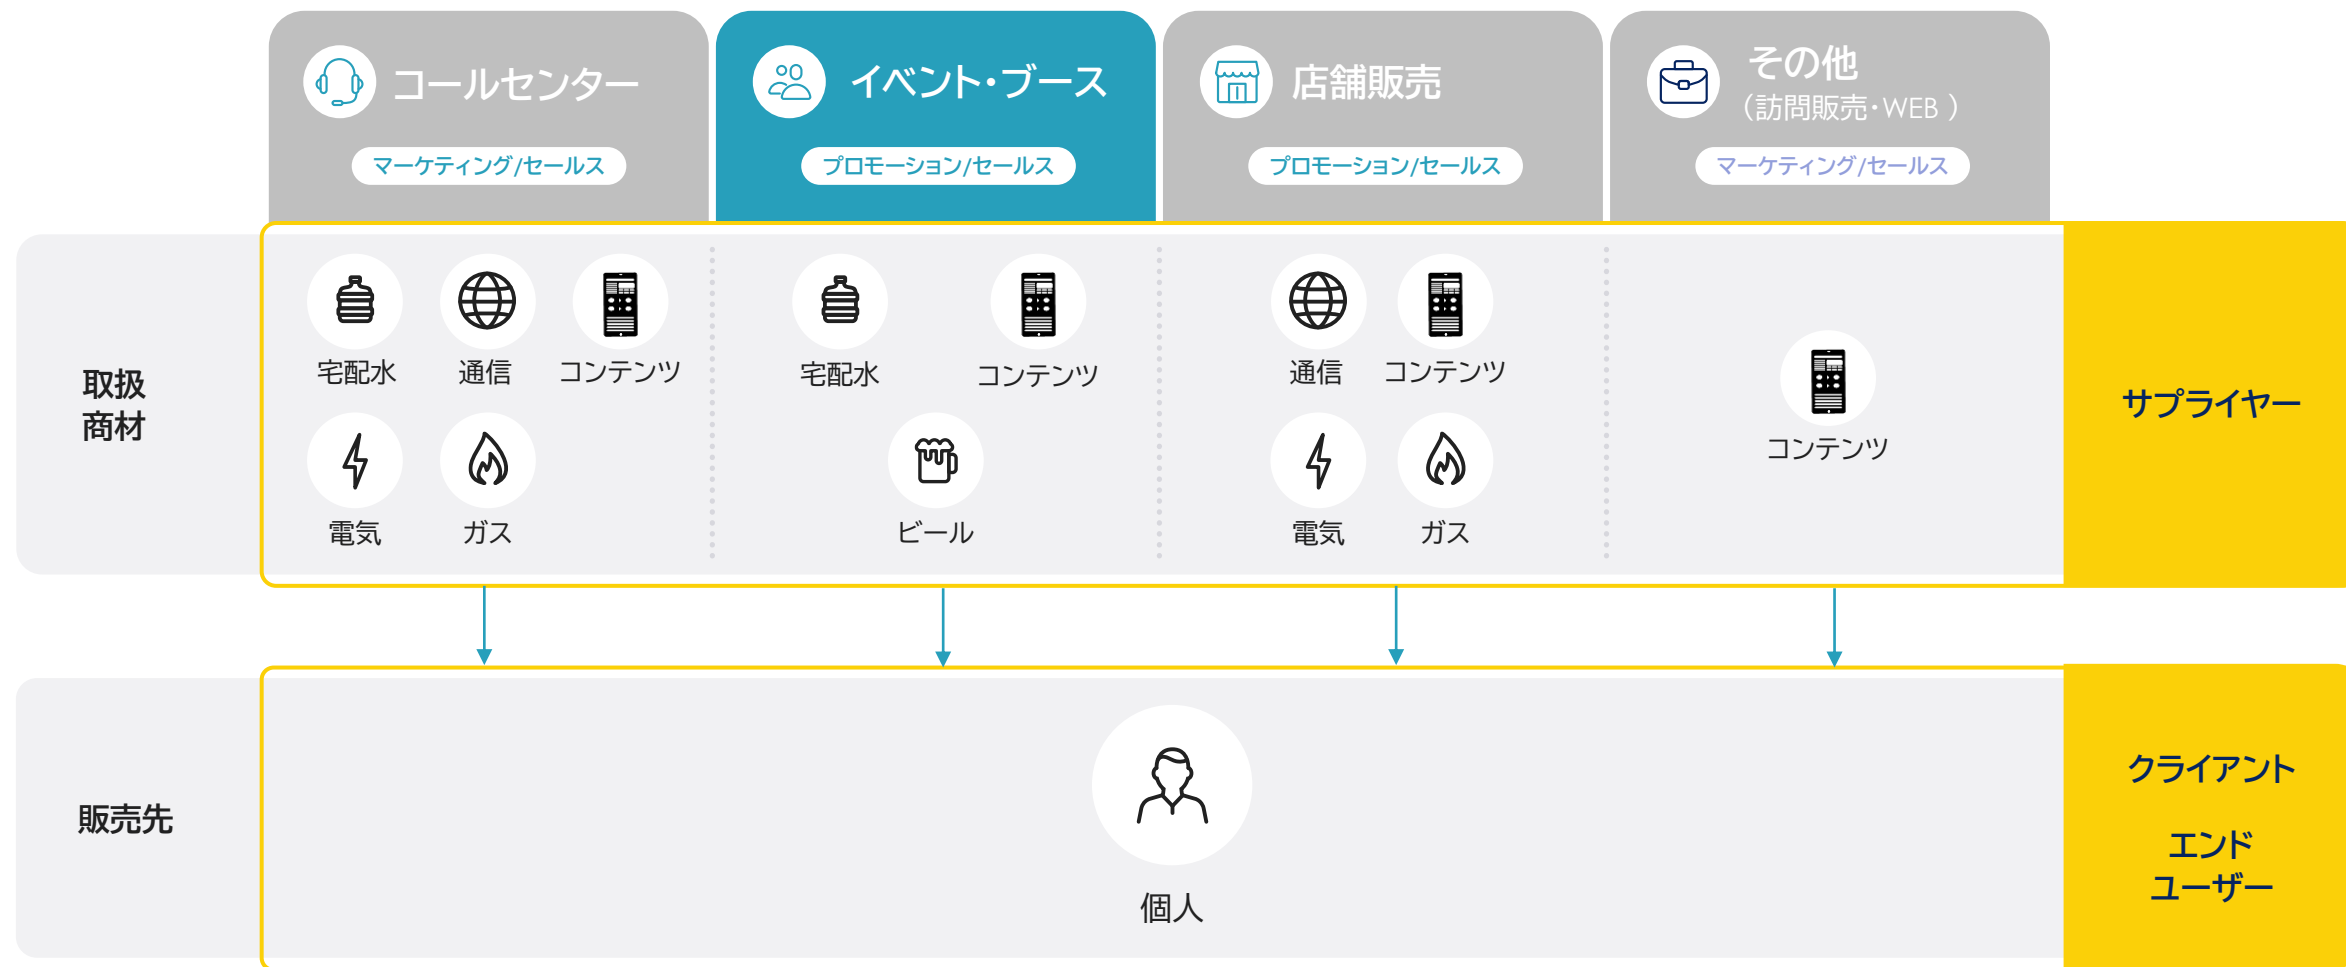 コールセンター
マーケティング/セールス
イベント・ブース
プロモーション/セールス
店舗販売
プロモーション/セールス
その他
(訪問販売・WEB )
マーケティング/セールス
取扱
商材
宅配水
通信
コンテンツ
電気
ガス
宅配水
コンテンツ
ビール
通信
コンテンツ
電気
ガス
コンテンツ
サプライヤー
販売先
個人
クライアント
エンド
ユーザー